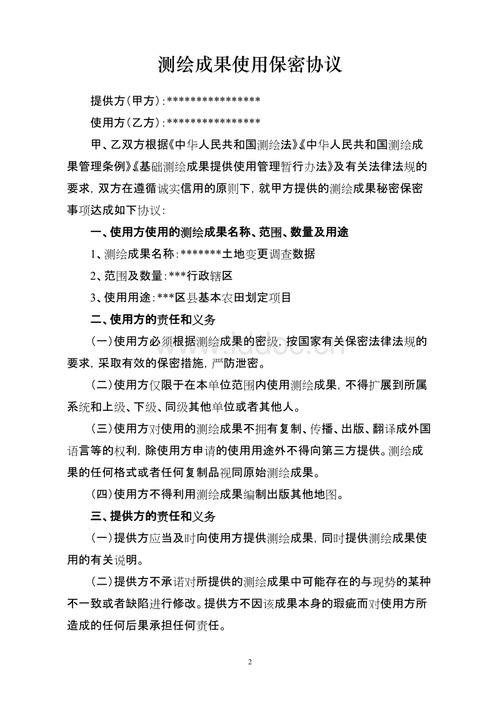 测绘成果使用保密协议
提供方（甲方）：****************
使用方（乙方）：****************
甲、乙双方根据《中华人民共和国测绘法》《中华人民共和国测绘成
果管理条例》《基础测绘成果提供使用管理暂行办法》及有关法律法规的
要求，双方在遵循诚实信用的原则下，就甲方提供的测绘成果秘密保密
事项达成如下协议：
一、使用方使用的测绘成果名称、范围、数量及用途
1、测绘成果名称：*******土地变更调查数据
2、范围及数量：***行政辖区
3、使用用途：***区县基本农田划定项目
二、使用方的责任和义务
（一）使用方必须根据测绘成果的密级，按国家有关保密法律法规的
要求，采取有效的保密措施，严防泄密。
（二）使用方仅限于在本单位范围内使用测绘成果，不得扩展到所属
系统和上级、下级、同级其他单位或者其他人。
（三）使用方对使用的测绘成果不拥有复制、传播、出版、翻译成外国
语言等的权利，除使用方申请的使用用途外不得向第三方提供。测绘成
果的任何格式或者任何复制品视同原始测绘成果。
（四）使用方不得利用测绘成果编制出版其他地图。
三、提供方的责任和义务
（一）提供方应当及时向使用方提供测绘成果，同时提供测绘成果使
用的有关说明。
（二）提供方不承诺对所提供的测绘成果中可能存在的与现势的某种
不一致或者缺陷进行修改。提供方不因该成果本身的瑕疵而对使用方所
造成的任何后果承担任何责任。
2